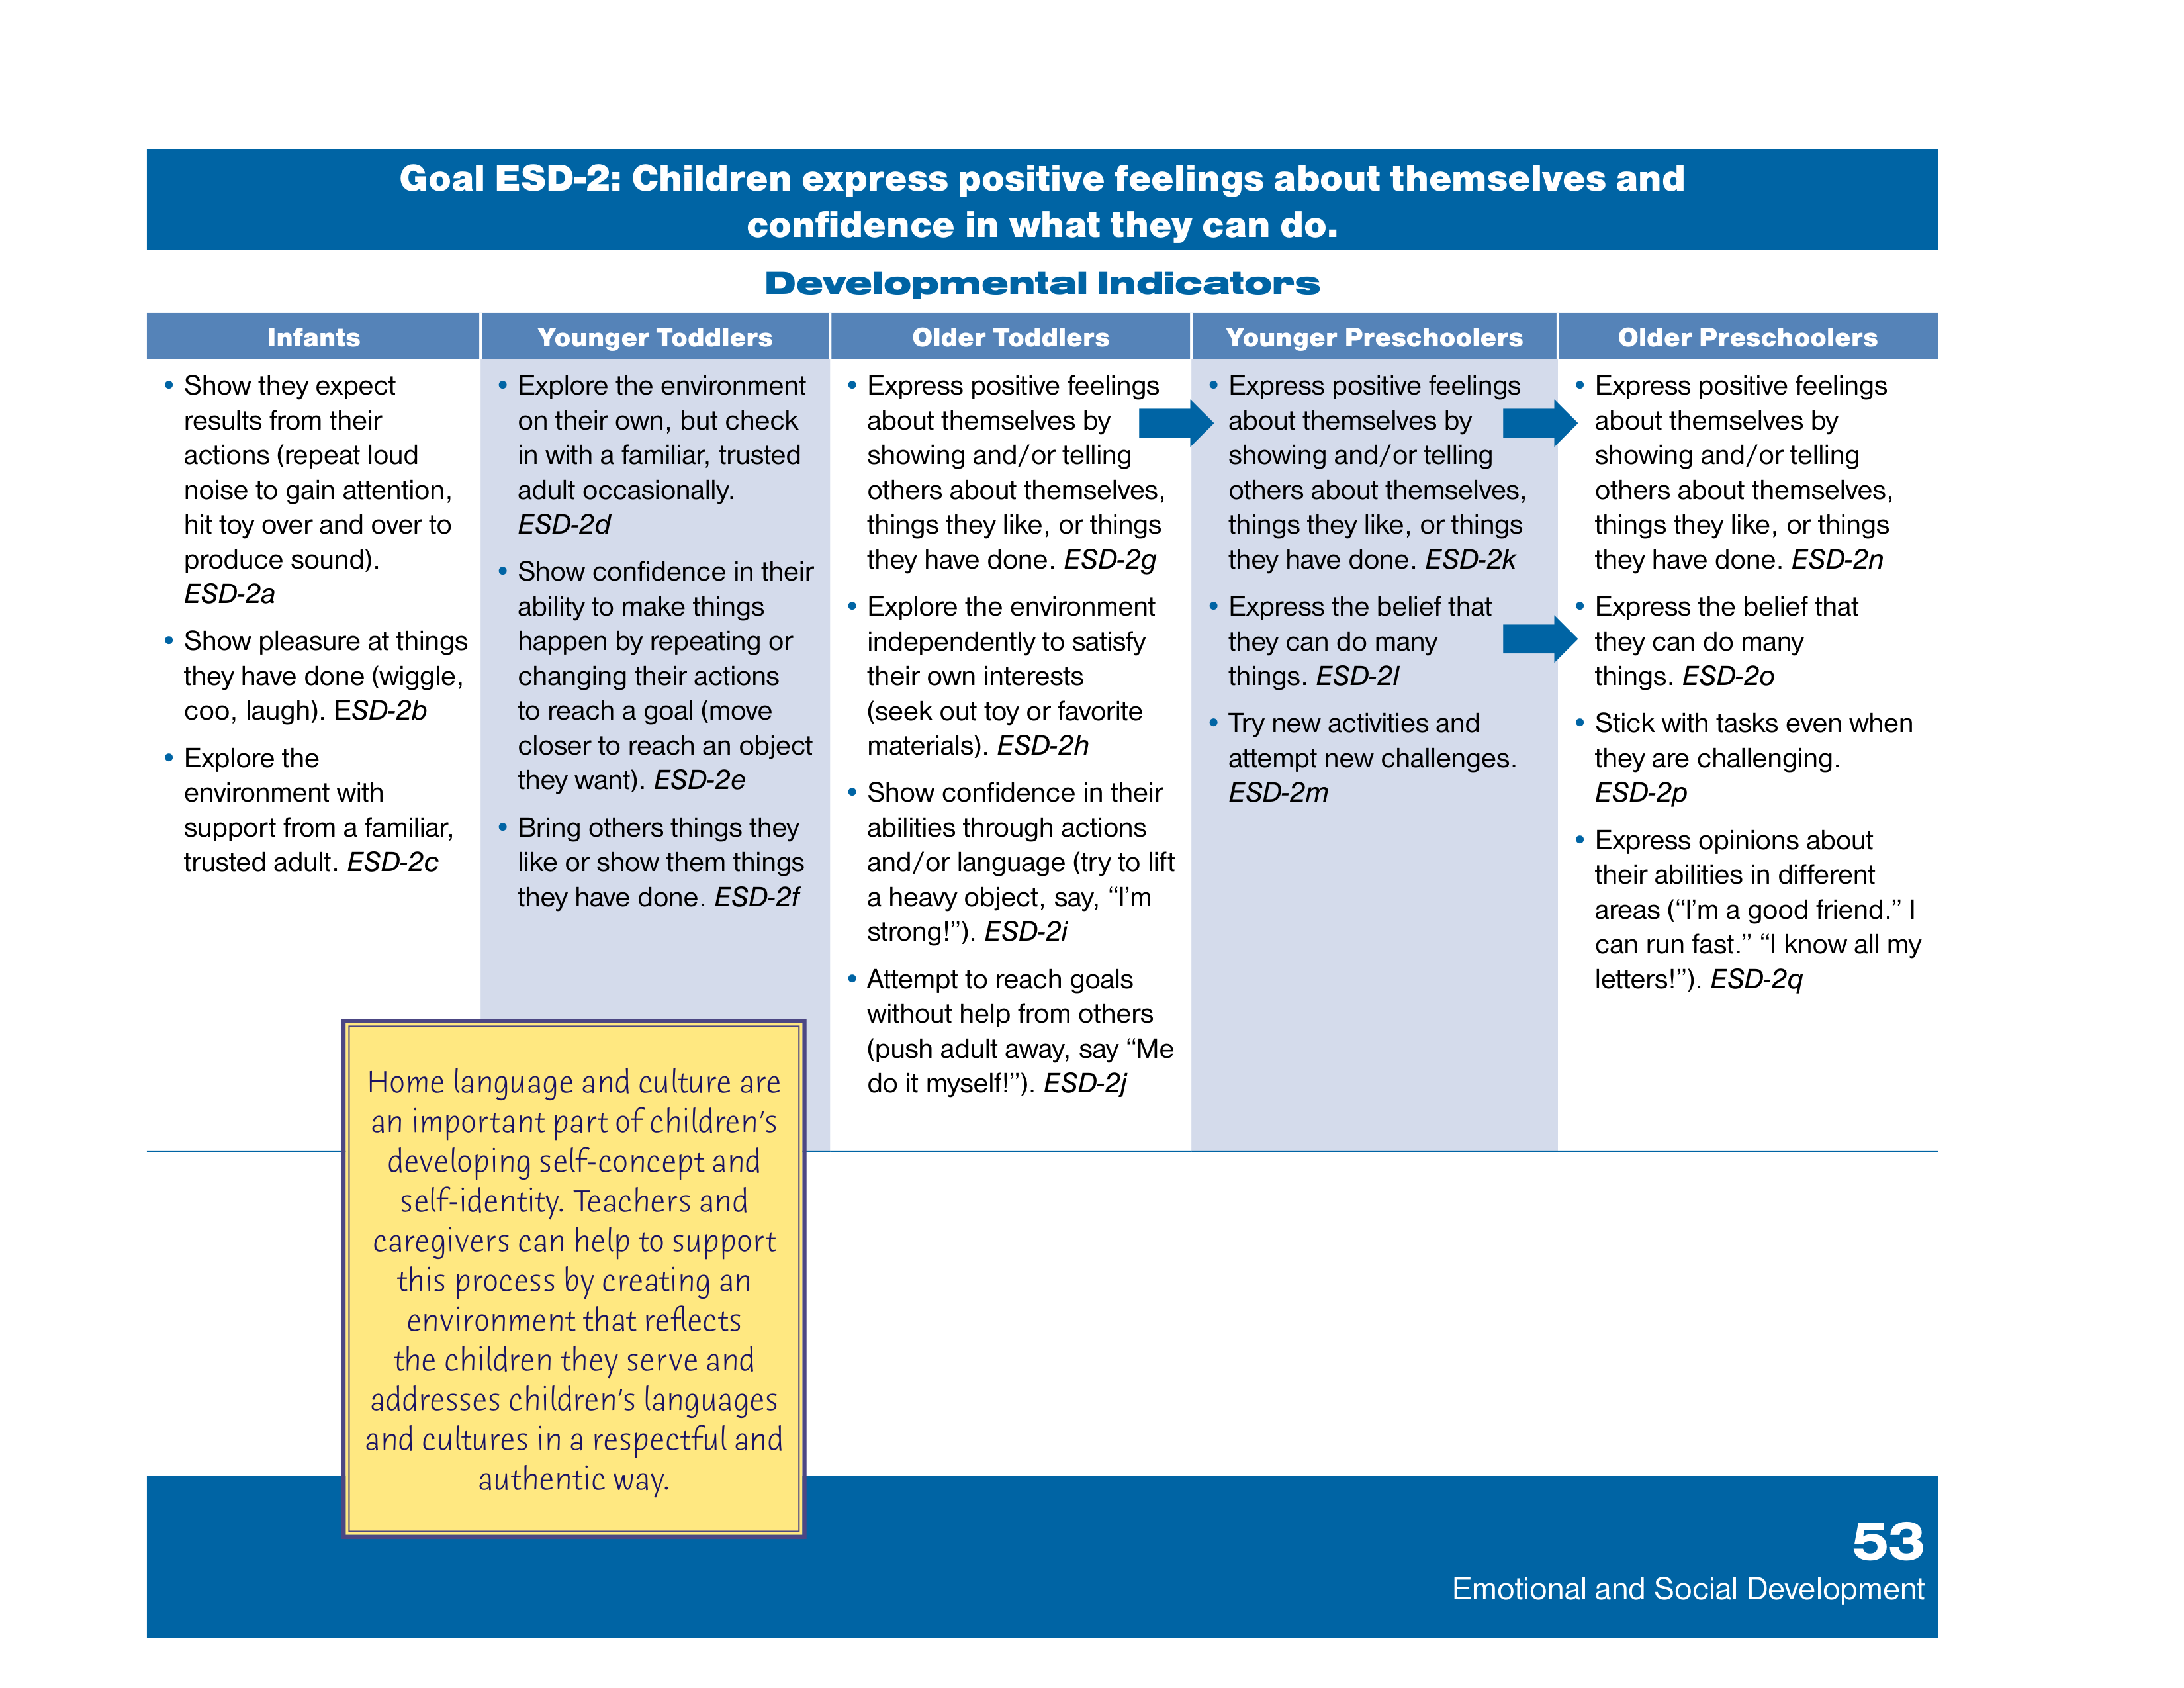 Goal ESD-2: Children express positive feelings about themselves and
confidence in what they can do.
Developmental Indicators
Infants
• Show they expect
results from their
actions (repeat loud
noise to gain attention,
hit toy over and over to
produce sound).
ESD-2a
• Show pleasure at things
they have done (wiggle,
coo, laugh). ESD-2b
• Explore the
environment with
support from a familiar,
trusted adult. ESD-2c
Younger Toddlers
• Explore the environment
on their own, but check
in with a familiar, trusted
adult occasionally.
ESD-2d
• Show confidence in their
ability to make things
happen by repeating or
changing their actions
to reach a goal (move
closer to reach an object
they want). ESD-2e
• Bring others things they
like or show them things
they have done. ESD-2f
Older Toddlers
• Express positive feelings
about themselves by
showing and/or telling
others about themselves,
things they like, or things
they have done. ESD-2g
• Explore the environment
independently to satisfy
their own interests
(seek out toy or favorite
materials). ESD-2h
• Show confidence in their
abilities through actions
and/or language (try to lift
a heavy object, say, “I’m
strong!”). ESD-2i
• Attempt to reach goals
without help from others
(push adult away, say “Me
do it myself!”). ESD-2j
Younger Preschoolers
• Express positive feelings
about themselves by
showing and/or telling
others about themselves,
things they like, or things
they have done. ESD-2k
• Express the belief that
they can do many
things. ESD-2l
• Try new activities and
attempt new challenges.
ESD-2m
Older Preschoolers
• Express positive feelings
about themselves by
showing and/or telling
others about themselves,
things they like, or things
they have done. ESD-2n
• Express the belief that
they can do many
things. ESD-2o
• Stick with tasks even when
they are challenging.
ESD-2p
• Express opinions about
their abilities in different
areas (“I’m a good friend.” I
can run fast.” “I know all my
letters!”). ESD-2q
Home language and culture are
an important part of children’s
developing self-concept and
self-identity. Teachers and
caregivers can help to support
this process by creating an
environment that reflects
the children they serve and
addresses children’s languages
and cultures in a respectful and
authentic way.
53
Emotional and Social Development